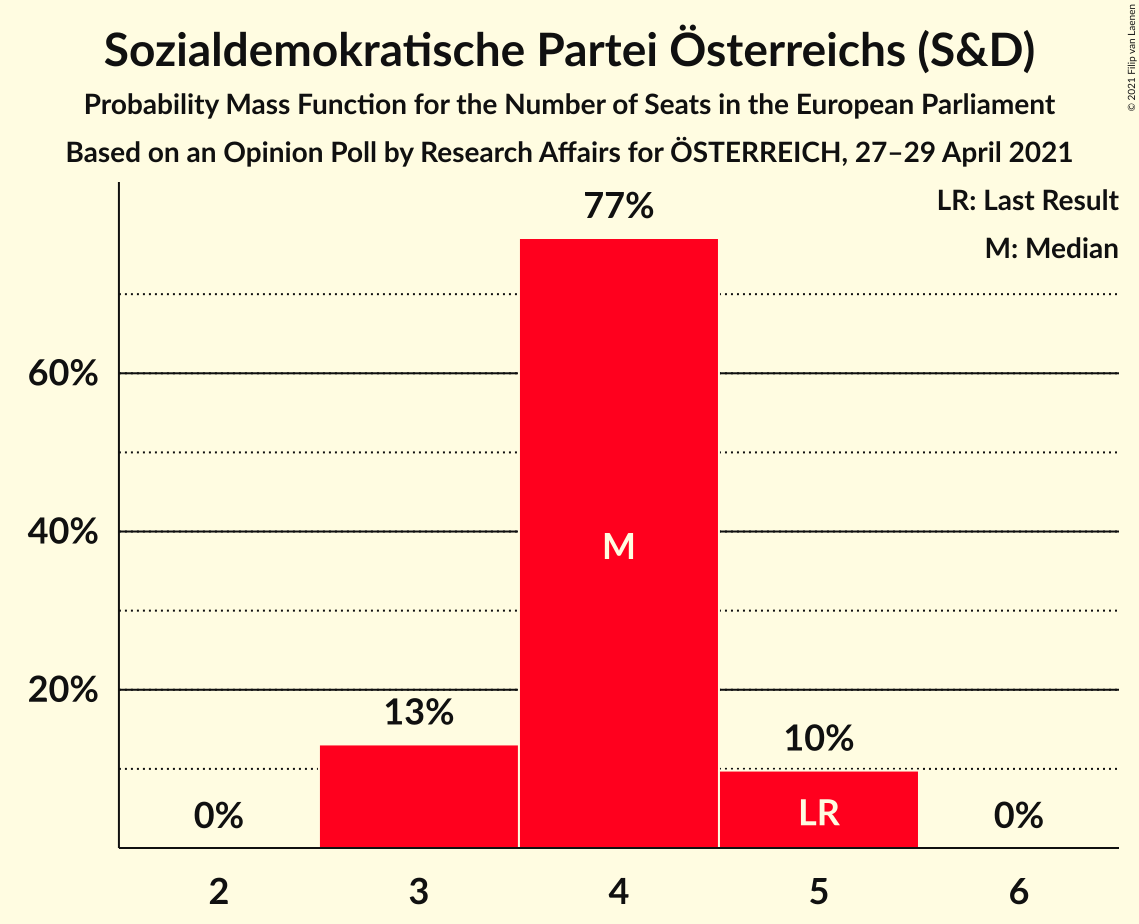 Sozialdemokratische Partei Österreichs (S&D)
Probability Mass Function for the Number of Seats in the European Parliament
Based on an Opinion Poll by Research Affairs for ÖSTERREICH, 27–29 April 2021
© 2021 Filip van Laenen
LR: Last Result
M: Median
77%
60%
40%
20%
M
13%
10%
LR
0%
0%
2 3 4 5 6